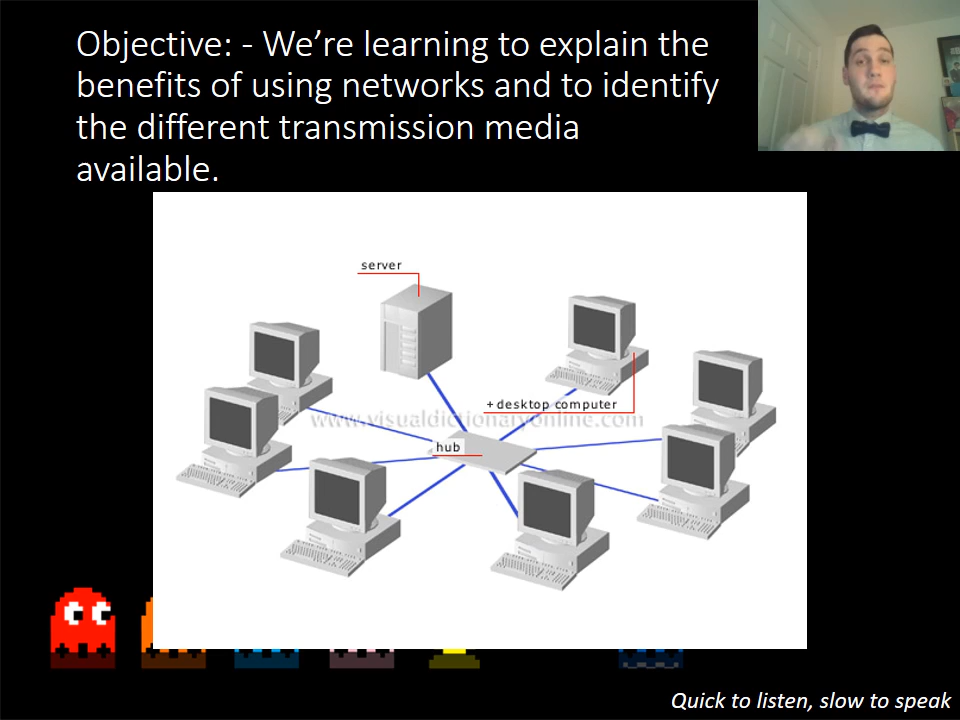 Objective: - We’re learning to explain the
benefits of using networks and to identify
the different transmission media
available.
server
+ desktop computer
www.visualdictionaryonline.com
hub
Quick to listen, slow to speak